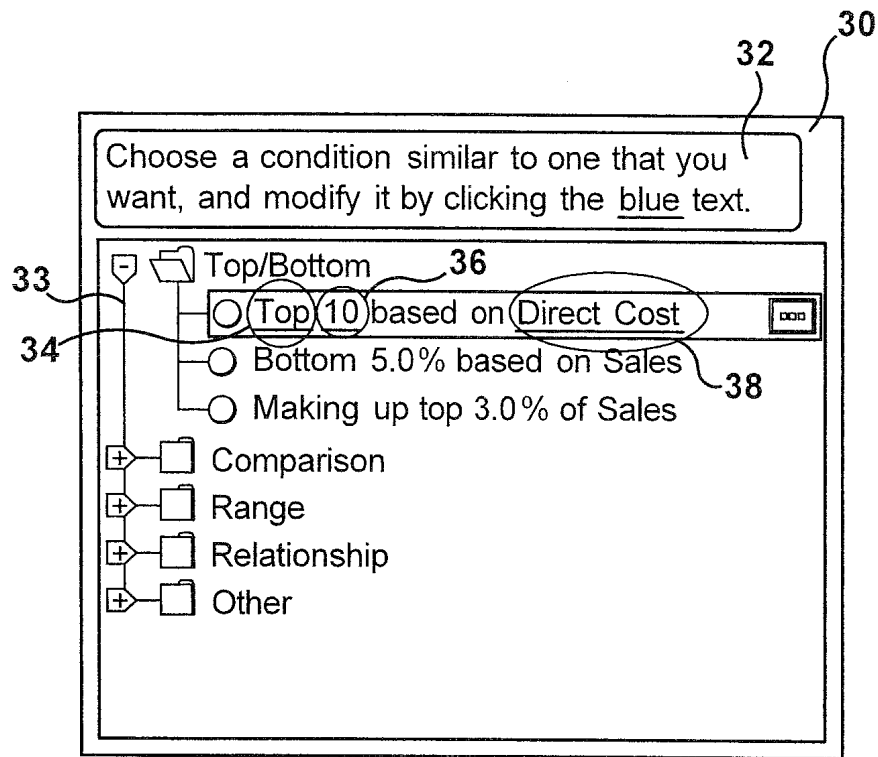 30
32
Choose a condition similar to one that you
want, and modify it by clicking the blue text.
33
Top/Bottom
36
Top 10 based on Direct Cost
34
Bottom 5.0% based on Sales
38
Making up top 3.0% of Sales
Comparison
Range
Relationship
Other